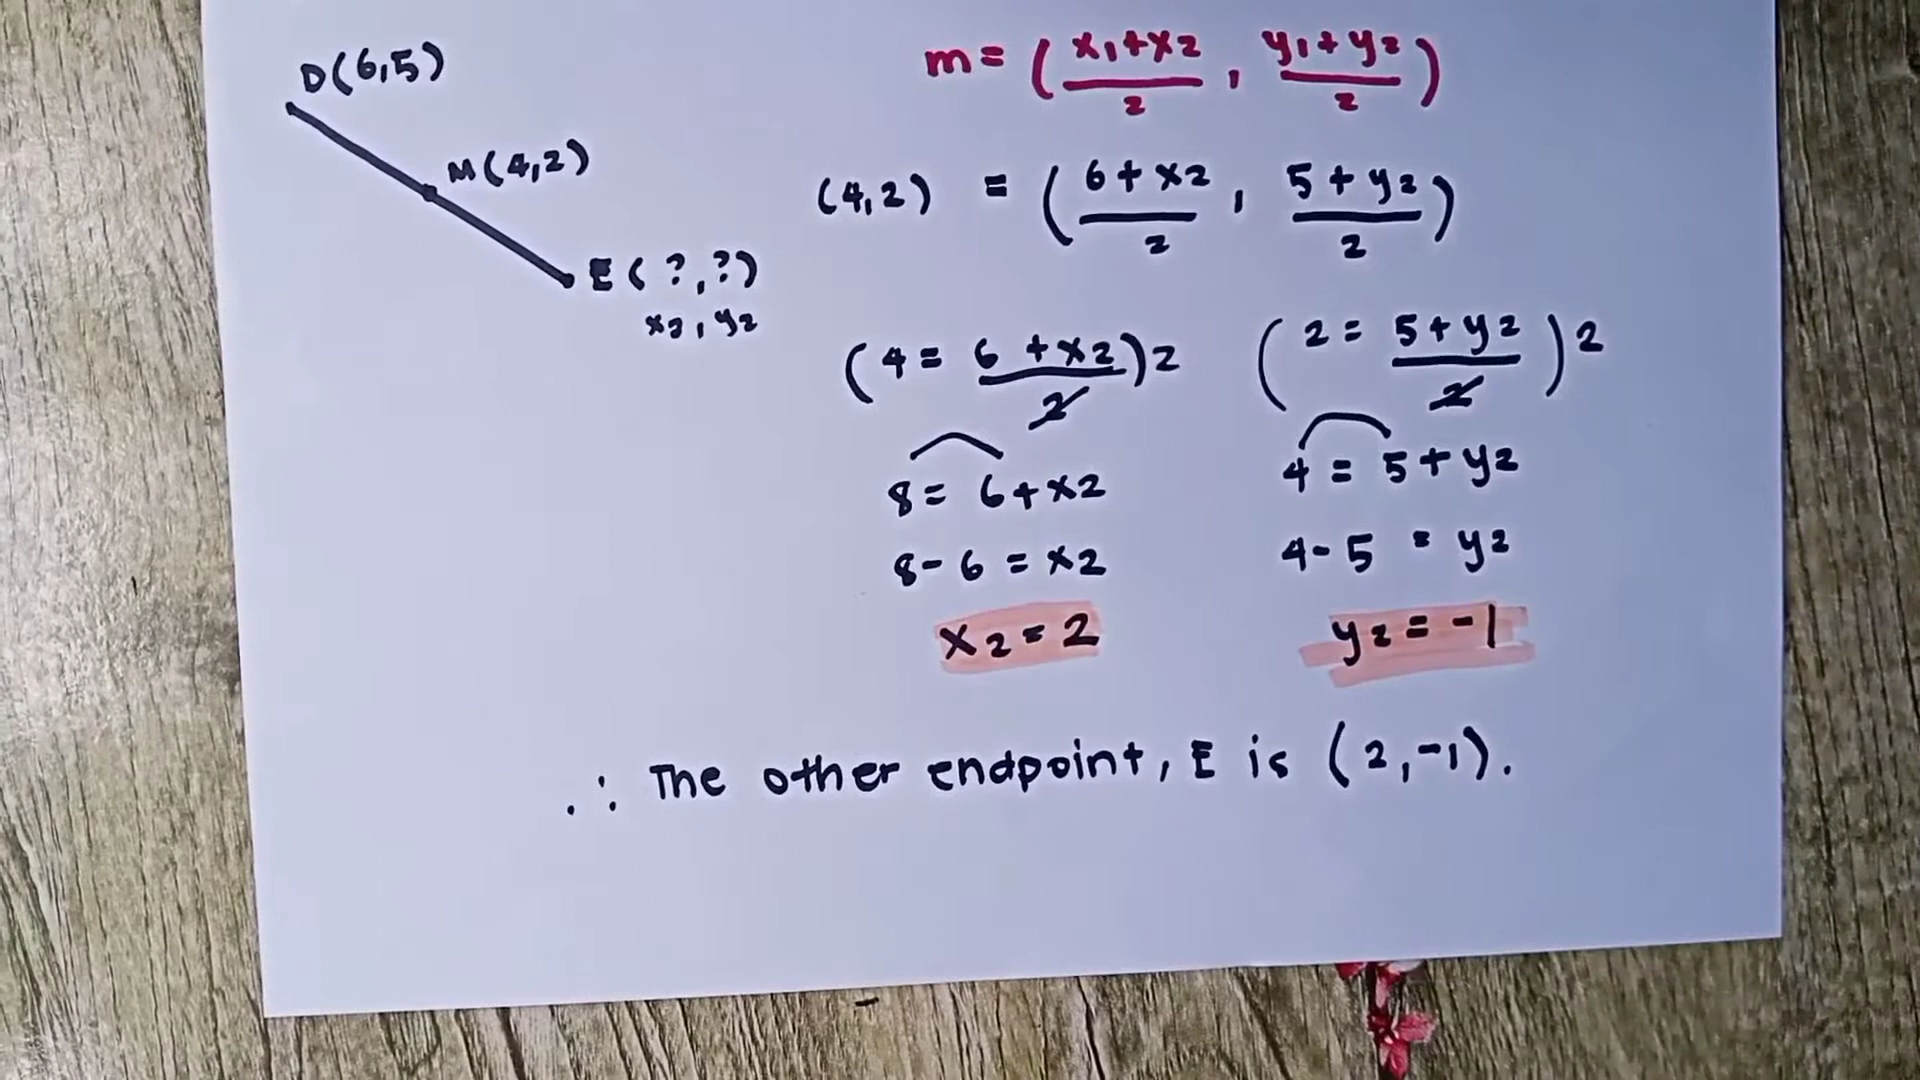 D(6,5)
M(4,2)
E(?,?)
x2, y2
m = (x1+x2/2, y1+y2/2)
(4,2) = (6+x2/2, 5+y2/2)
(4 = 6+x2/2)2
8 = 6+x2
8-6 = x2
x2 = 2
(2 = 5+y2/2)2
4 = 5+y2
4-5 = y2
y2 = -1
∴ The other endpoint, E is (2,-1).